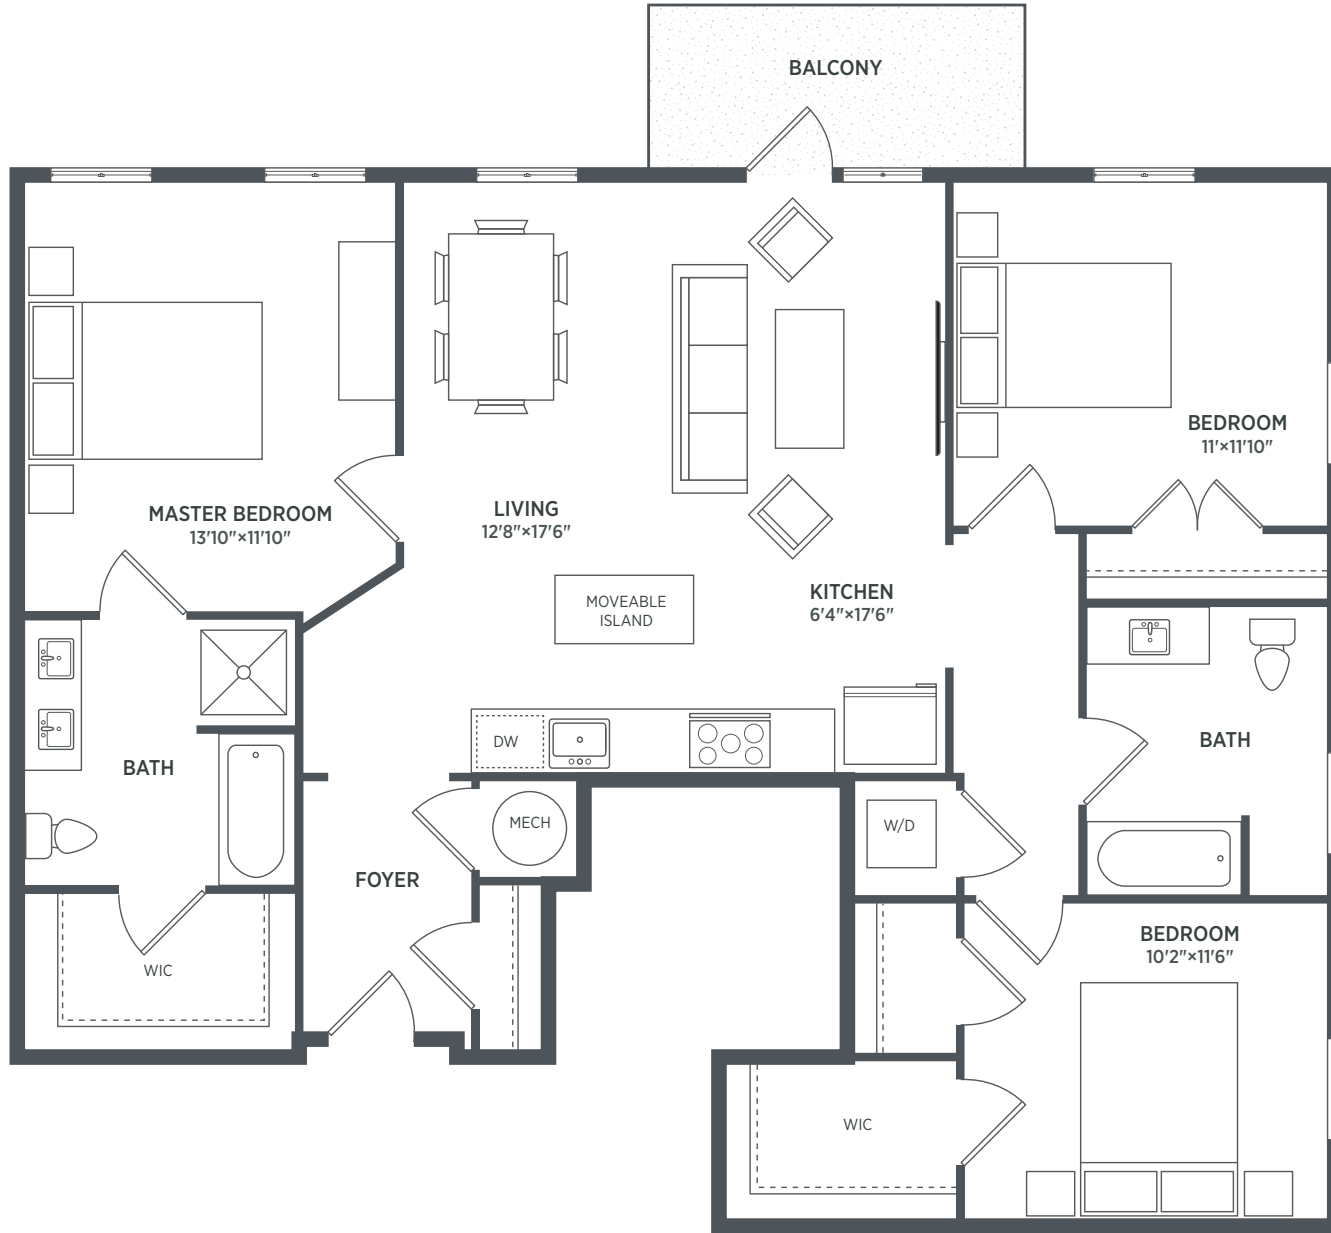 BALCONY
BEDROOM
11'×11'10"
MASTER BEDROOM
13'10"×11'10"
LIVING
12'8"×17'6"
KITCHEN
6'4"×17'6"
MOVEABLE
ISLAND
DW
BATH
BATH
MECH
W/D
FOYER
BEDROOM
10'2"×11'6"
WIC
WIC